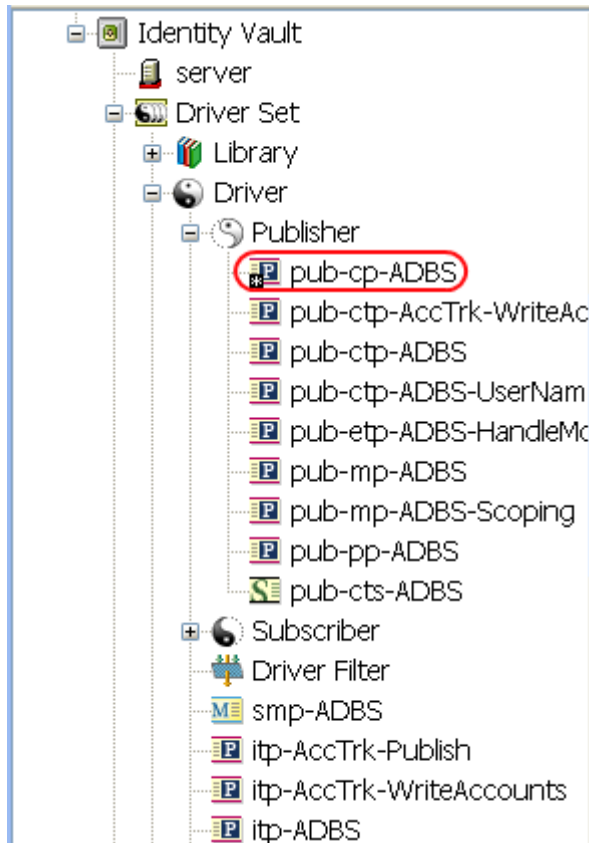 Identity Vault
server
Driver Set
Library
Driver
Publisher
pub-cp-ADBS
pub-ctp-AccTrk-WriteAc
pub-ctp-ADBS
pub-ctp-ADBS-UserNam
pub-etp-ADBS-HandleMo
pub-mp-ADBS
pub-mp-ADBS-Scoping
pub-pp-ADBS
pub-cts-ADBS
Subscriber
Driver Filter
smp-ADBS
itp-AccTrk-Publish
itp-AccTrk-WriteAccounts
itp-ADBS